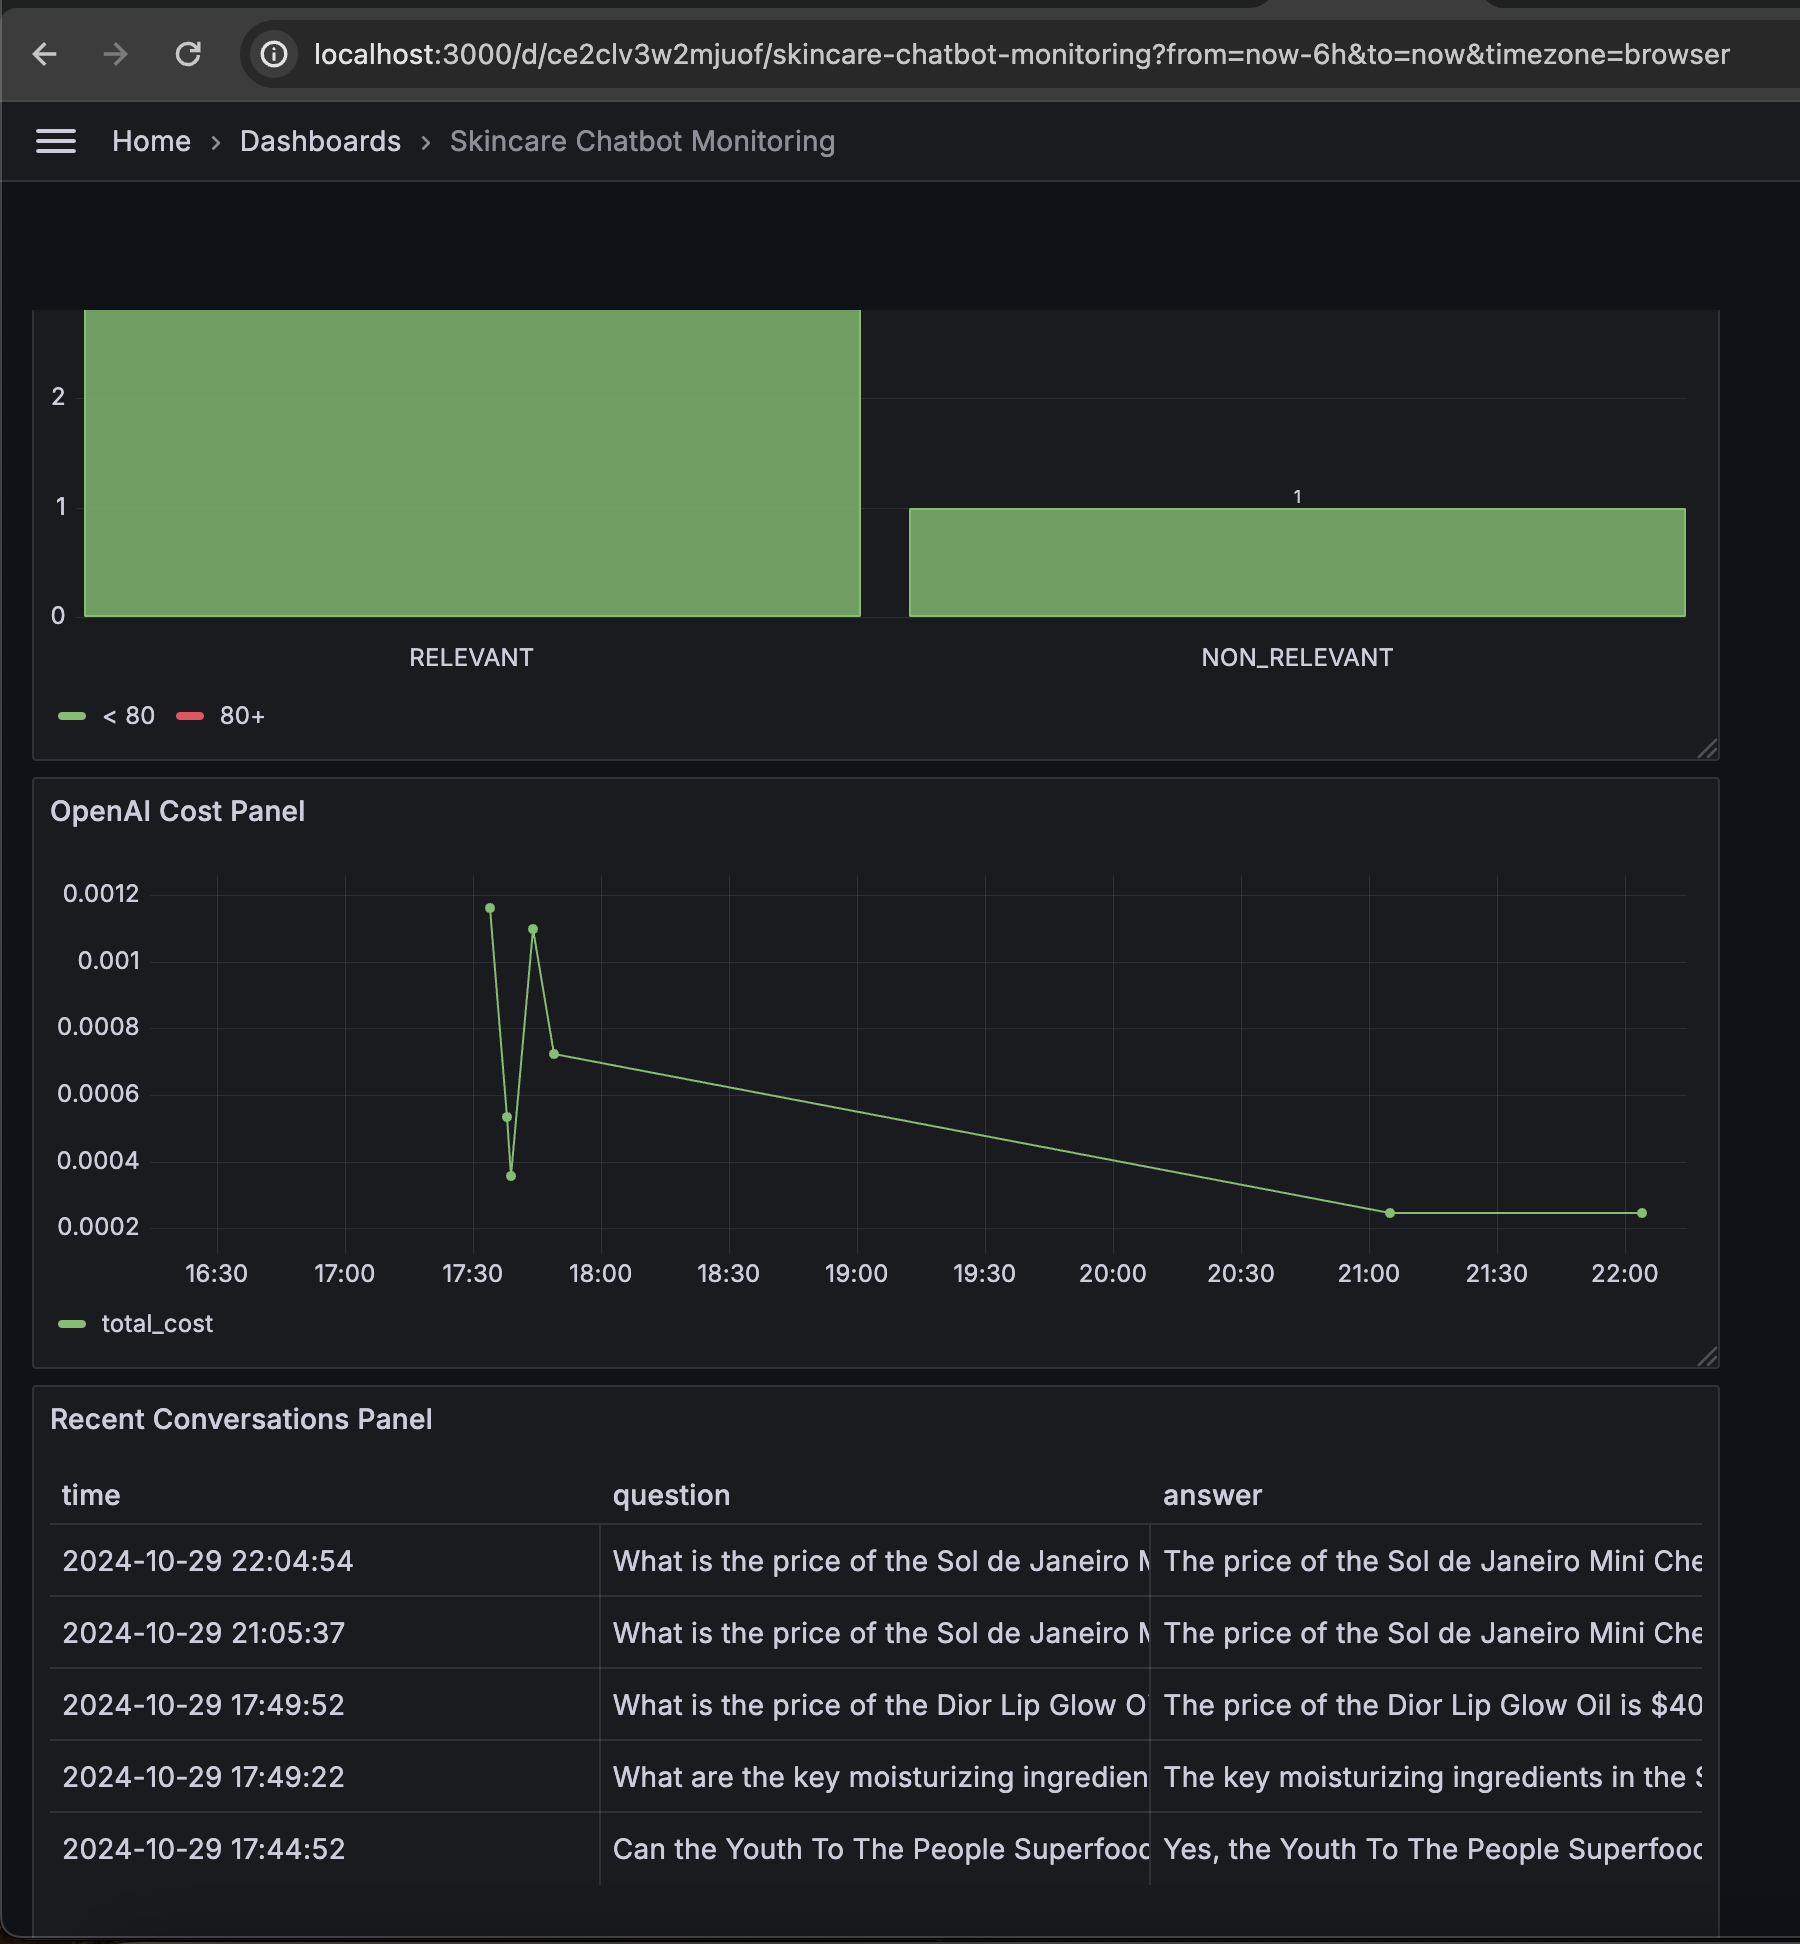 localhost:3000/d/ce2clv3w2mjuof/skincare-chatbot-monitoring?from=now-6h&to=now&timezone=browser
Home › Dashboards › Skincare Chatbot Monitoring
2
1
1
0
RELEVANT NON_RELEVANT
< 80 80+
OpenAI Cost Panel
0.0012
0.001
0.0008
0.0006
0.0004
0.0002
16:30 17:00 17:30 18:00 18:30 19:00 19:30 20:00 20:30 21:00 21:30 22:00
total_cost
Recent Conversations Panel
time question answer
2024-10-29 22:04:54 What is the price of the Sol de Janeiro The price of the Sol de Janeiro Mini Che
2024-10-29 21:05:37 What is the price of the Sol de Janeiro The price of the Sol de Janeiro Mini Che
2024-10-29 17:49:52 What is the price of the Dior Lip Glow O The price of the Dior Lip Glow Oil is $40
2024-10-29 17:49:22 What are the key moisturizing ingredien The key moisturizing ingredients in the
2024-10-29 17:44:52 Can the Youth To The People Superfood Yes, the Youth To The People Superfood